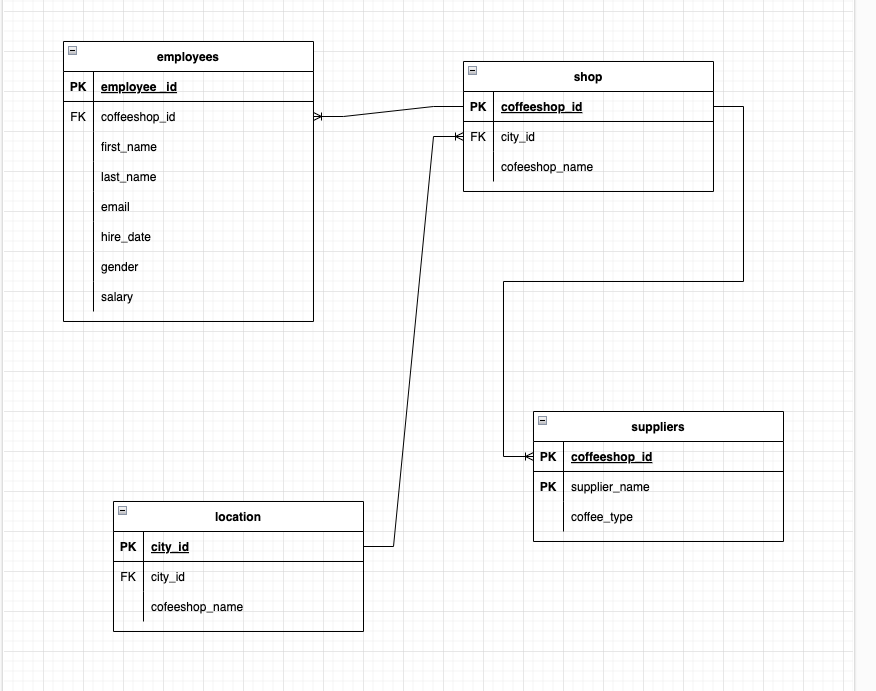 employees
PK employee_id
FK coffeeshop_id
first_name
last_name
email
hire_date
gender
salary
shop
PK coffeeshop_id
FK city_id
cofeeshop_name
suppliers
PK coffeeshop_id
PK supplier_name
coffee_type
location
PK city_id
FK city_id
cofeeshop_name